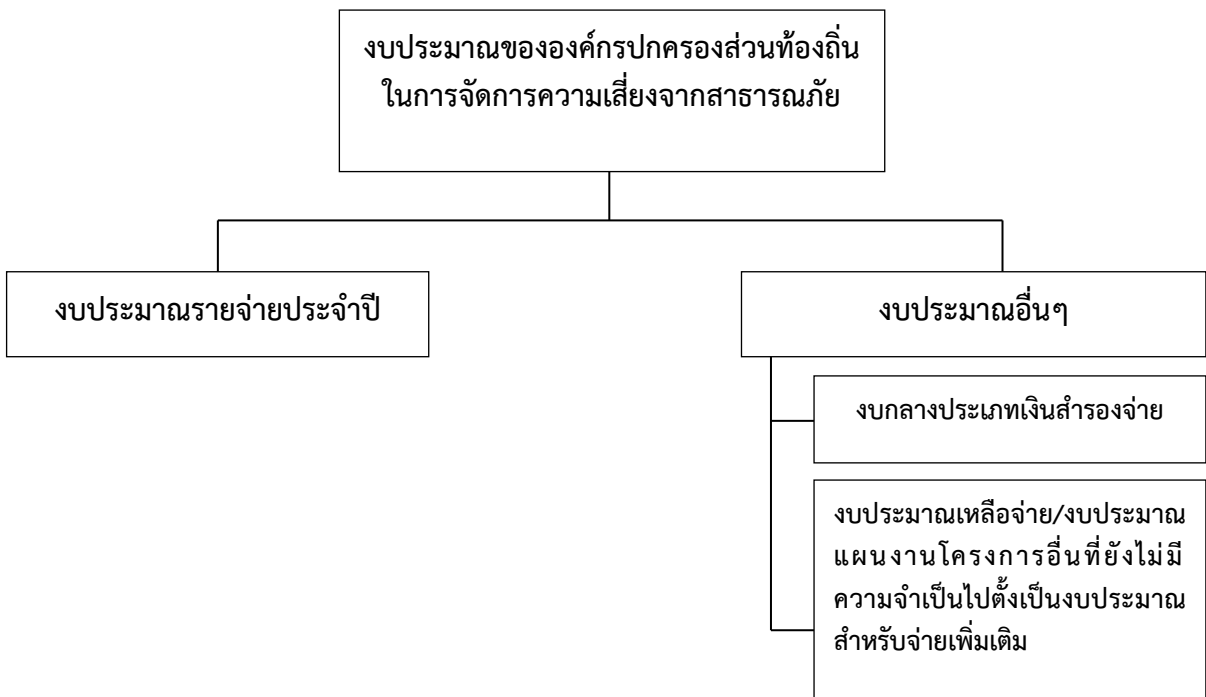 งบประมาณขององค์กรปกครองส่วนท้องถิ่น
ในการจัดการความเสี่ยงจากสาธารณภัย
งบประมาณรายจ่ายประจำปี
งบประมาณอื่นๆ
งบกลางประเภทเงินสำรองจ่าย
งบประมาณเหลือจ่าย/งบประมาณ
แผนงานโครงการอื่นที่ยังไม่มี
ความจำเป็นไปตั้งเป็นงบประมาณ
สำหรับจ่ายเพิ่มเติม